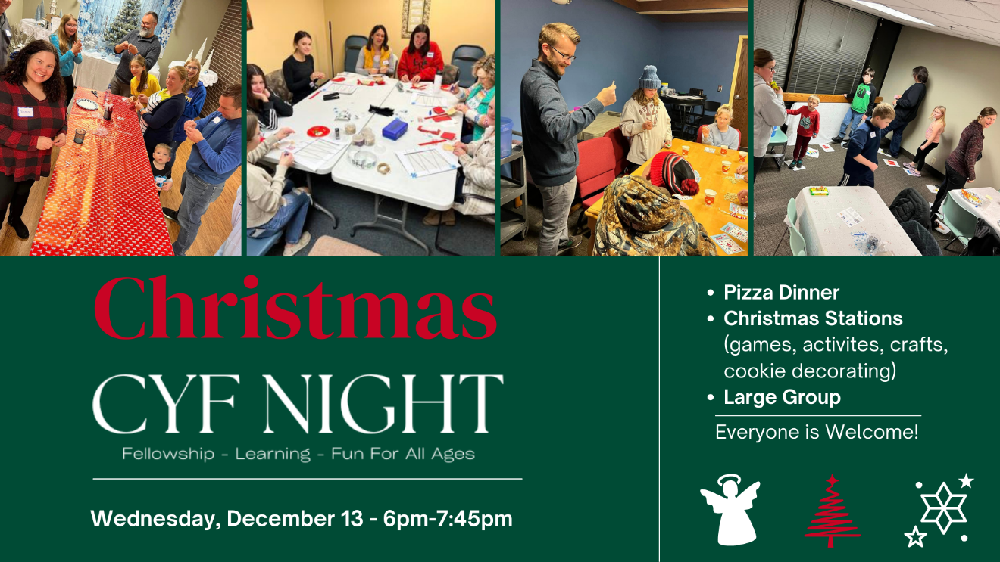 Christmas
CYF NIGHT
Fellowship - Learning - Fun For All Ages
Wednesday, December 13 - 6pm-7:45pm
• Pizza Dinner
• Christmas Stations
(games, activites, crafts,
cookie decorating)
• Large Group
Everyone is Welcome!